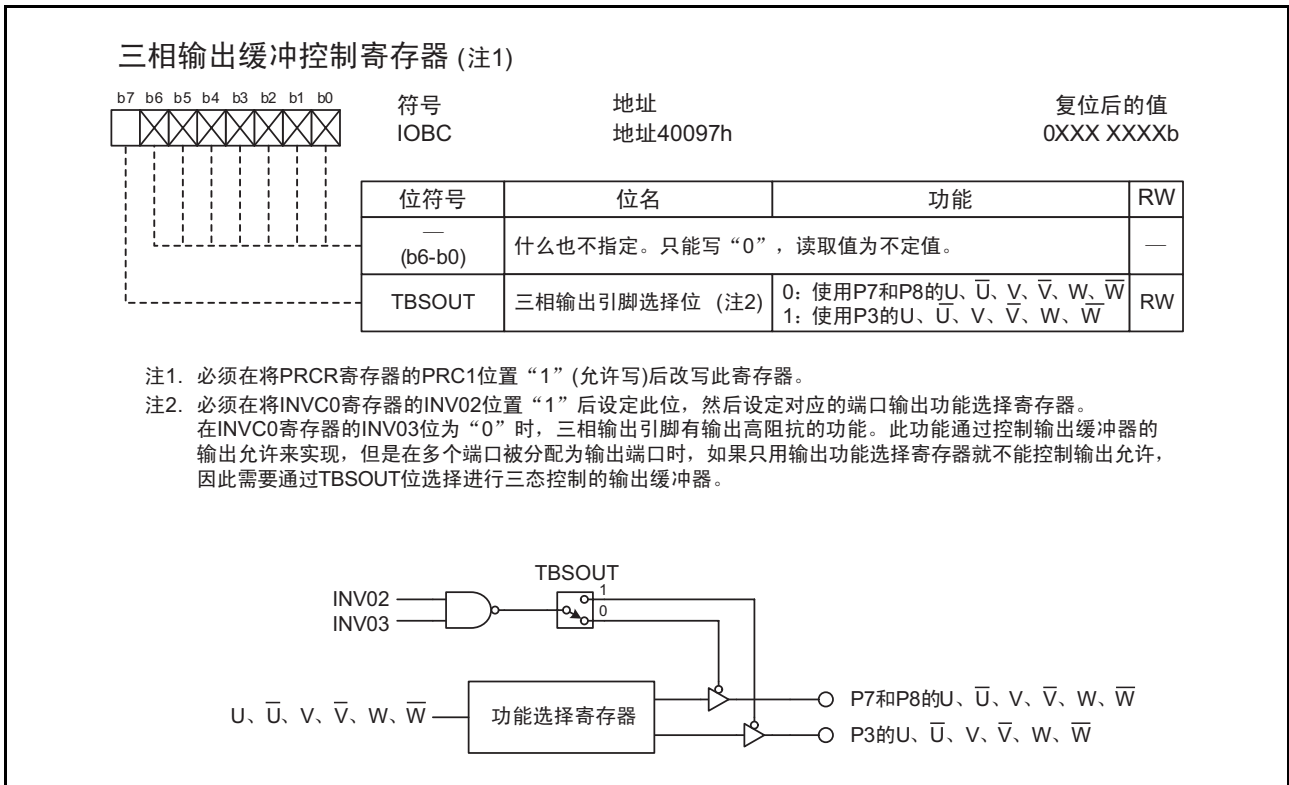 三相输出缓冲控制寄存器 (注1)
b7 b6 b5 b4 b3 b2 b1 b0
符号 地址 复位后的值
IOBC 地址40097h 0XXX XXXXb
位符号 位名 功能 RW
—
(b6-b0) 什么也不指定。只能写“0”，读取值为不定值。 —
TBSOUT 三相输出引脚选择位 (注2) 0：使用P7和P8的U、U̅、V、V̅、W、W̅ RW
1：使用P3的U、U̅、V、V̅、W、W̅
注1. 必须在将PRCR寄存器的PRC1位置“1”(允许写)后改写此寄存器。
注2. 必须在将INVC0寄存器的INV02位置“1”后设定此位，然后设定对应的端口输出功能选择寄存器。
在INVC0寄存器的INV03位为“0”时，三相输出引脚有输出高阻抗的功能。此功能通过控制输出缓冲器的
输出允许来实现，但是在多个端口被分配为输出端口时，如果只用输出功能选择寄存器就不能控制输出允许，
因此需要通过TBSOUT位选择进行三态控制的输出缓冲器。
TBSOUT
INV02 1
INV03 0
U、U̅、V、V̅、W、W̅ 功能选择寄存器 P7和P8的U、U̅、V、V̅、W、W̅
P3的U、U̅、V、V̅、W、W̅